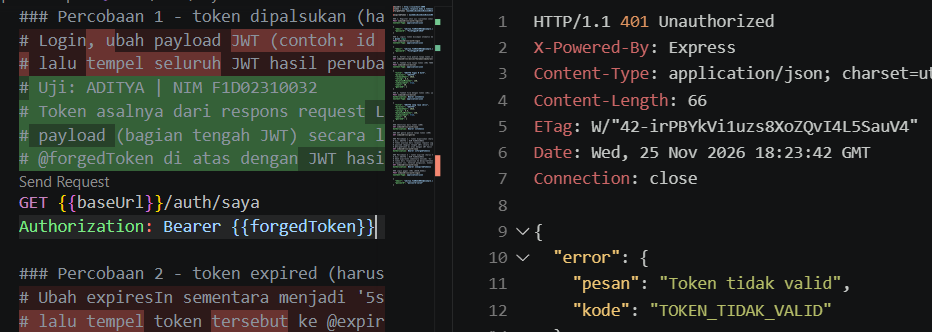 ### Percobaan 1 - token dipalsukan (ha
# Login, ubah payload JWT (contoh: id
# lalu tempel seluruh JWT hasil peruba
# Uji: ADITYA | NIM F1D02310032
# Token asalnya dari respons request L
# payload (bagian tengah JWT) secara l
# @forgedToken di atas dengan JWT hasi
Send Request
GET {{baseUrl}}/auth/saya
Authorization: Bearer {{forgedToken}}
### Percobaan 2 - token expired (harus
# Ubah expiresIn sementara menjadi '5s
# lalu tempel token tersebut ke @expir
1 HTTP/1.1 401 Unauthorized
2 X-Powered-By: Express
3 Content-Type: application/json; charset=ut
4 Content-Length: 66
5 ETag: W/"42-irPBYkVi1uzs8XoZQvI4L5SauV4"
6 Date: Wed, 25 Nov 2026 18:23:42 GMT
7 Connection: close
8
9 {
10 "error": {
11 "pesan": "Token tidak valid",
12 "kode": "TOKEN_TIDAK_VALID"